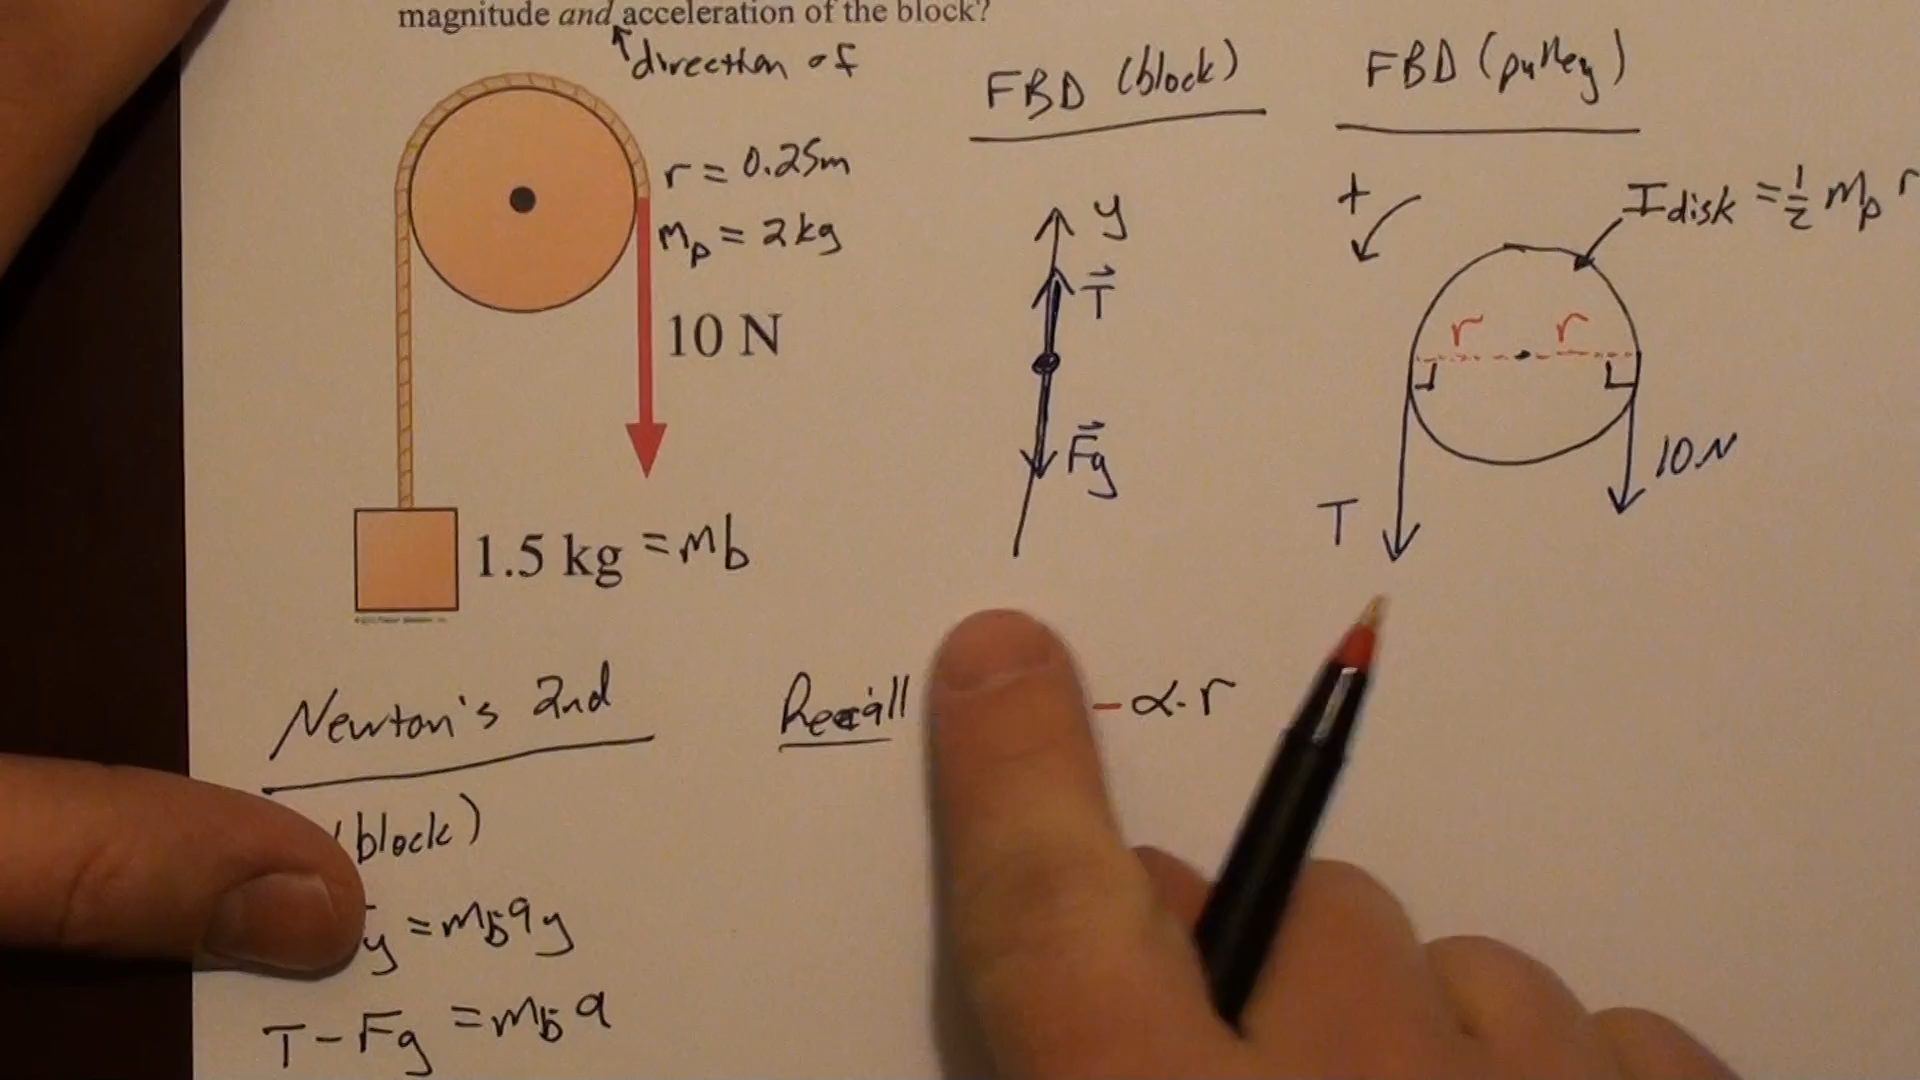 magnitude and acceleration of the block?
direction of
r = 0.25m
mp = 2kg
10 N
1.5 kg = mb
FBD (block)
y
T
Fg
FBD (pulley)
+
Idisk = 1/2 mp r
r r
T
10N
Newton's 2nd
(block)
y = mb ay
T - Fg = mb a
Recall - α·r